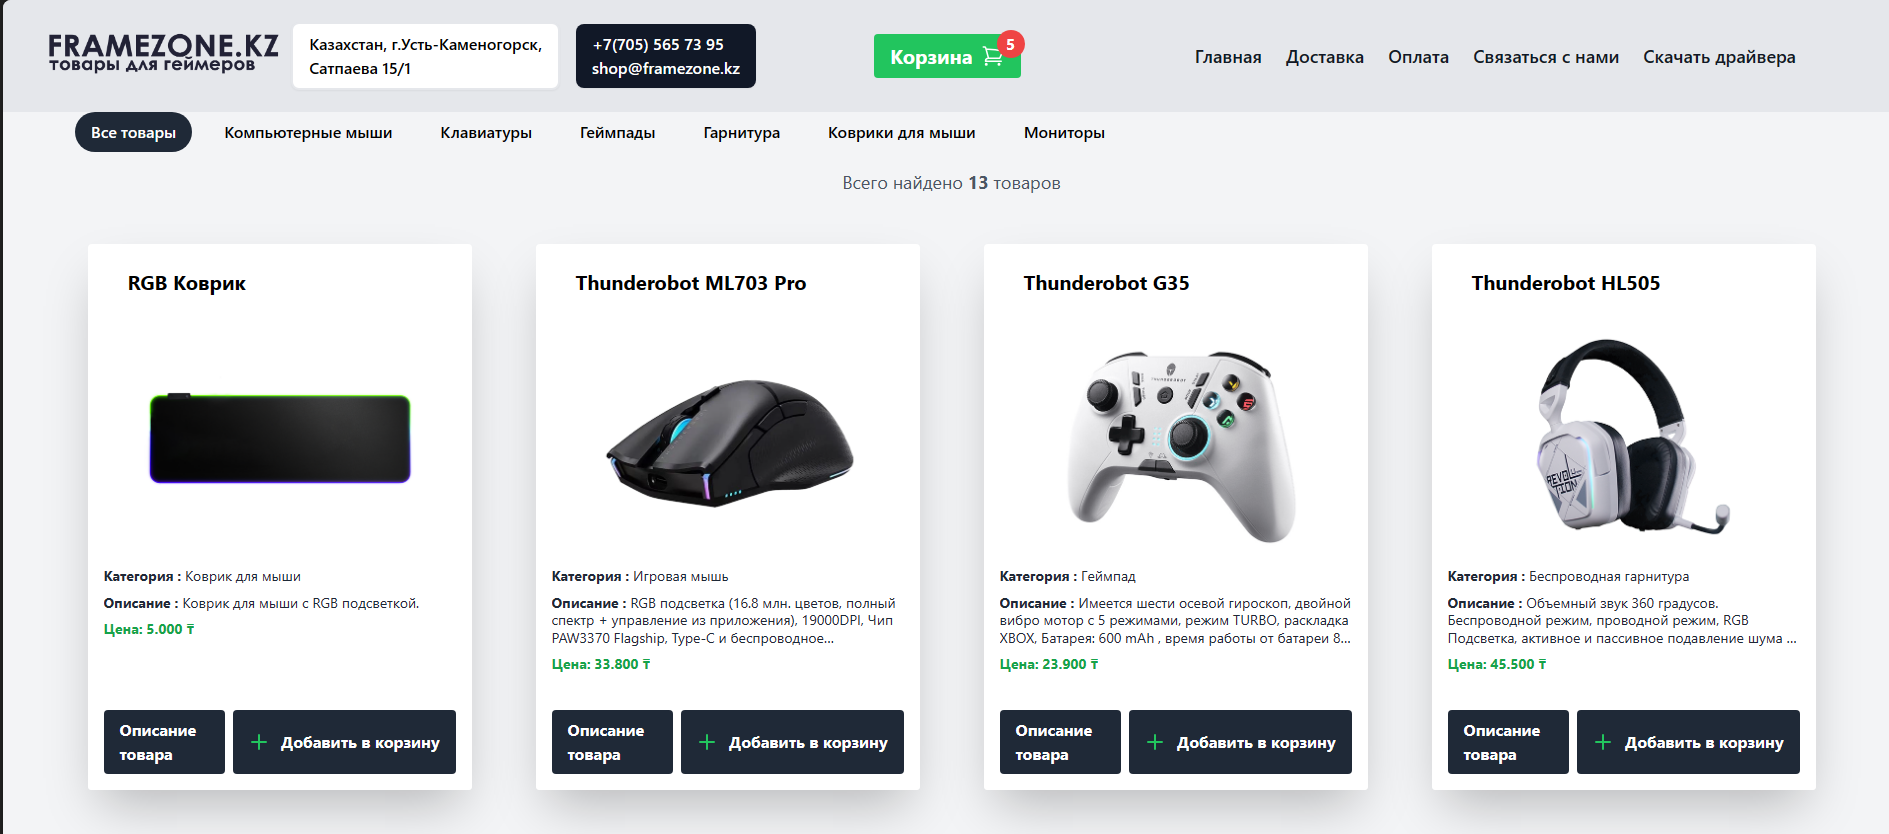 FRAMEZONE.KZ
товары для геймеров
Казахстан, г.Усть-Каменогорск,
Сатпаева 15/1
+7(705) 565 73 95
shop@framezone.kz
Корзина 5
Главная Доставка Оплата Связаться с нами Скачать драйвера
Все товары Компьютерные мыши Клавиатуры Геймпады Гарнитура Коврики для мыши Мониторы
Всего найдено 13 товаров
RGB Коврик
Категория : Коврик для мыши
Описание : Коврик для мыши с RGB подсветкой.
Цена: 5.000 ₸
Описание
товара
Добавить в корзину
Thunderobot ML703 Pro
Категория : Игровая мышь
Описание : RGB подсветка (16.8 млн. цветов, полный
спектр + управление из приложения), 19000DPI, Чип
PAW3370 Flagship, Type-C и беспроводное...
Цена: 33.800 ₸
Описание
товара
Добавить в корзину
Thunderobot G35
THUNDEROBOT
Категория : Геймпад
Описание : Имеется шести осевой гироскоп, двойной
вибро мотор с 5 режимами, режим TURBO, раскладка
XBOX, Батарея: 600 mAh , время работы от батареи 8...
Цена: 23.900 ₸
Описание
товара
Добавить в корзину
Thunderobot HL505
REVOL
TION
Категория : Беспроводная гарнитура
Описание : Объемный звук 360 градусов.
Беспроводной режим, проводной режим, RGB
Подсветка, активное и пассивное подавление шума ...
Цена: 45.500 ₸
Описание
товара
Добавить в корзину